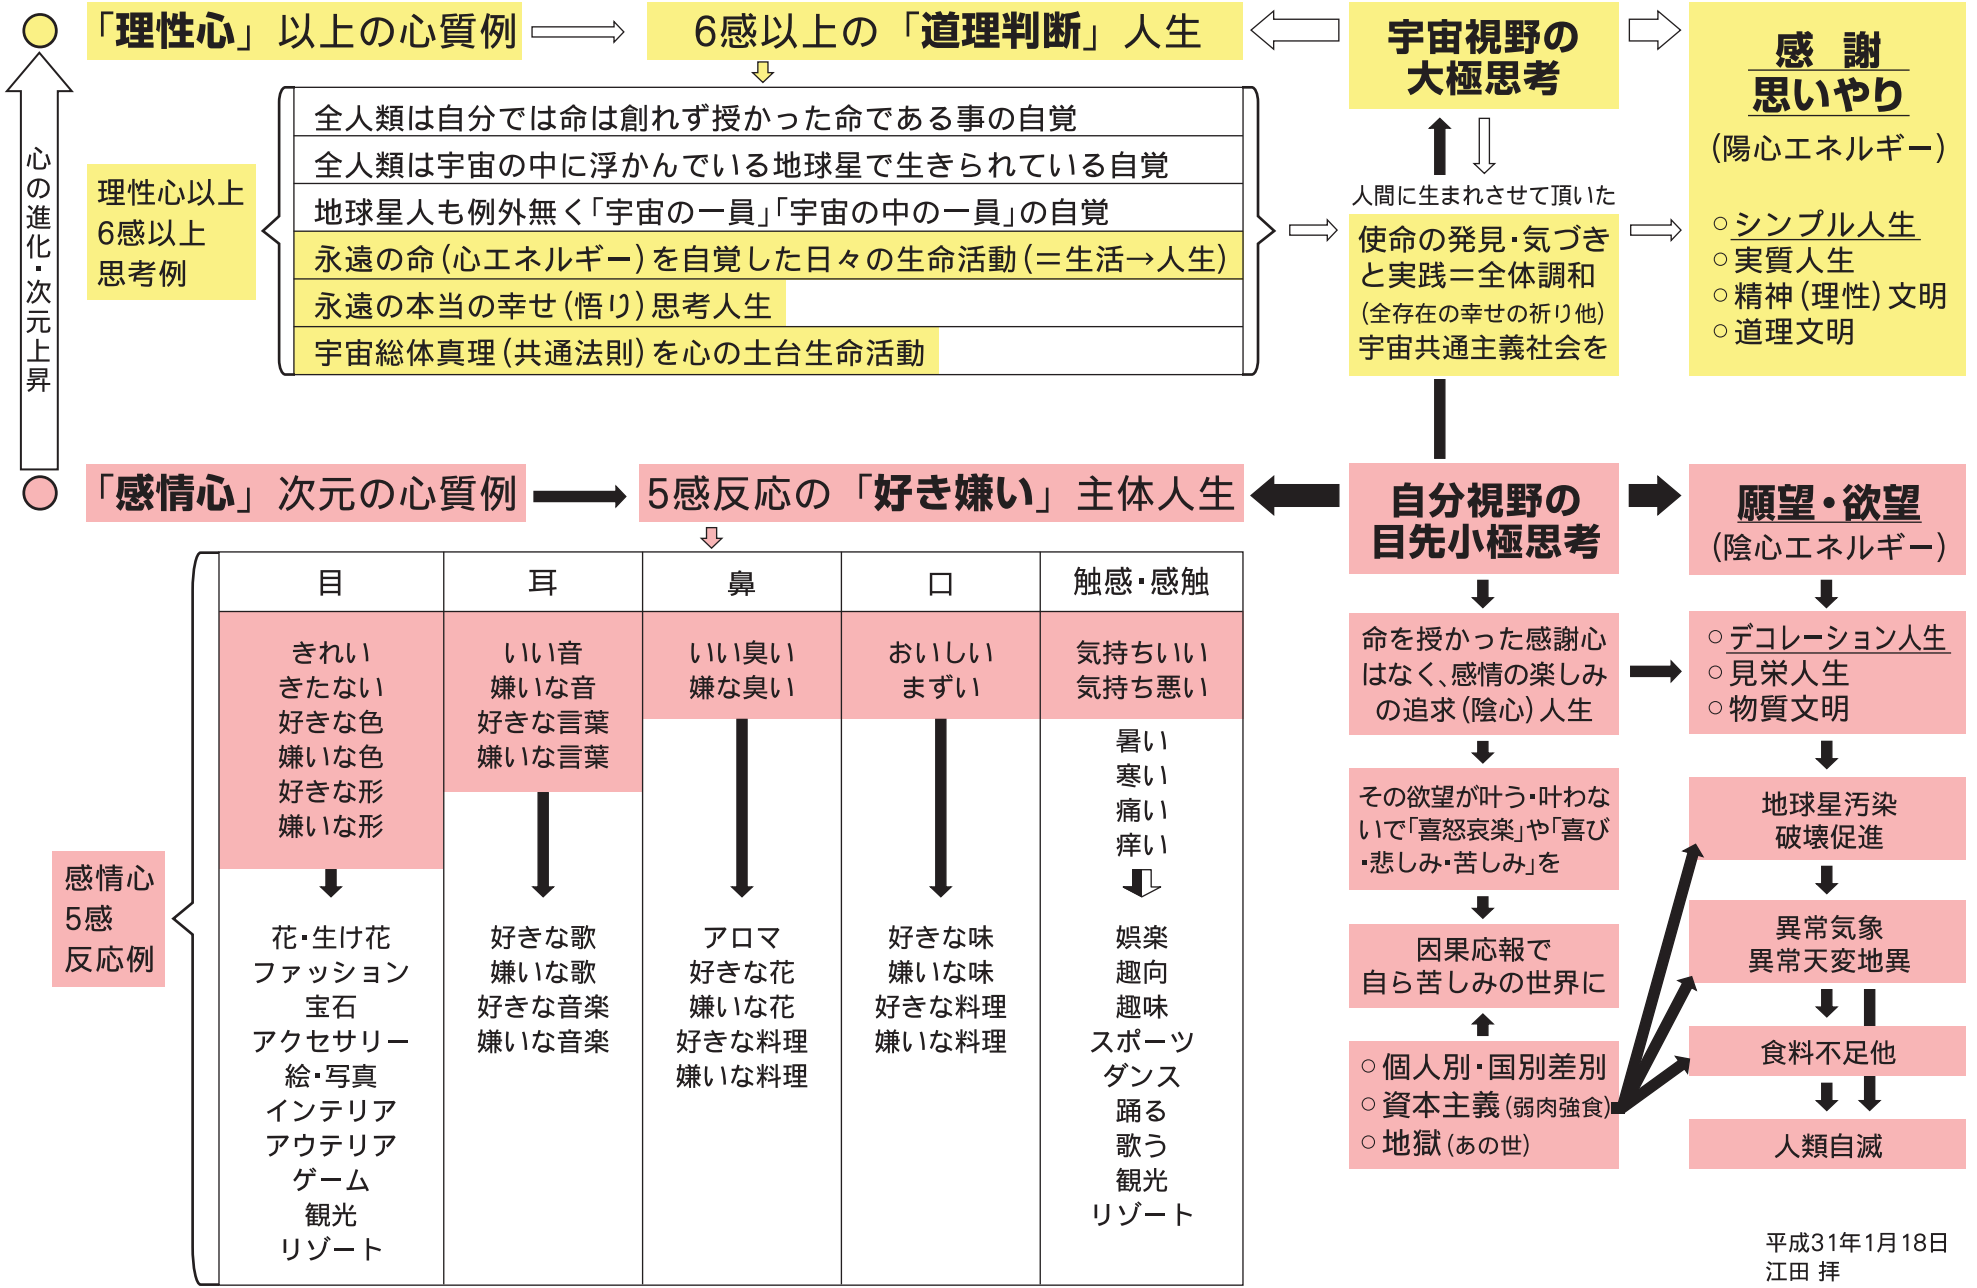 「理性心」以上の心質例
6感以上の「道理判断」人生
宇宙視野の
大極思考
感 謝
思いやり
(陽心エネルギー)
○シンプル人生
○実質人生
○精神(理性)文明
○道理文明
心の進化・次元上昇
理性心以上
6感以上
思考例
全人類は自分では命は創れず授かった命である事の自覚
全人類は宇宙の中に浮かんでいる地球星で生きられている自覚
地球星人も例外無く「宇宙の一員」「宇宙の中の一員」の自覚
永遠の命(心エネルギー)を自覚した日々の生命活動(=生活→人生)
永遠の本当の幸せ(悟り)思考人生
宇宙総体真理(共通法則)を心の土台生命活動
人間に生まれさせて頂いた
使命の発見・気づき
と実践=全体調和
(全存在の幸せの祈り他)
宇宙共通主義社会を
「感情心」次元の心質例
5感反応の「好き嫌い」主体人生
自分視野の
目先小極思考
願望・欲望
(陰心エネルギー)
感情心
5感
反応例
目
きれい
きたない
好きな色
嫌いな色
好きな形
嫌いな形
花・生け花
ファッション
宝石
アクセサリー
絵・写真
インテリア
アウテリア
ゲーム
観光
リゾート
耳
いい音
嫌いな音
好きな言葉
嫌いな言葉
好きな歌
嫌いな歌
好きな音楽
嫌いな音楽
鼻
いい臭い
嫌な臭い
アロマ
好きな花
嫌いな花
好きな料理
嫌いな料理
口
おいしい
まずい
好きな味
嫌いな味
好きな料理
嫌いな料理
触感・感触
気持ちいい
気持ち悪い
暑い
寒い
痛い
痒い
娯楽
趣向
趣味
スポーツ
ダンス
踊る
歌う
観光
リゾート
命を授かった感謝心
はなく、感情の楽しみ
の追求(陰心)人生
その欲望が叶う・叶わな
いで「喜怒哀楽」や「喜び
・悲しみ・苦しみ」を
因果応報で
自ら苦しみの世界に
○個人別・国別差別
○資本主義(弱肉強食)
○地獄(あの世)
○デコレーション人生
○見栄人生
○物質文明
地球星汚染
破壊促進
異常気象
異常天変地異
食料不足他
人類自滅
平成31年1月18日
江田 拝